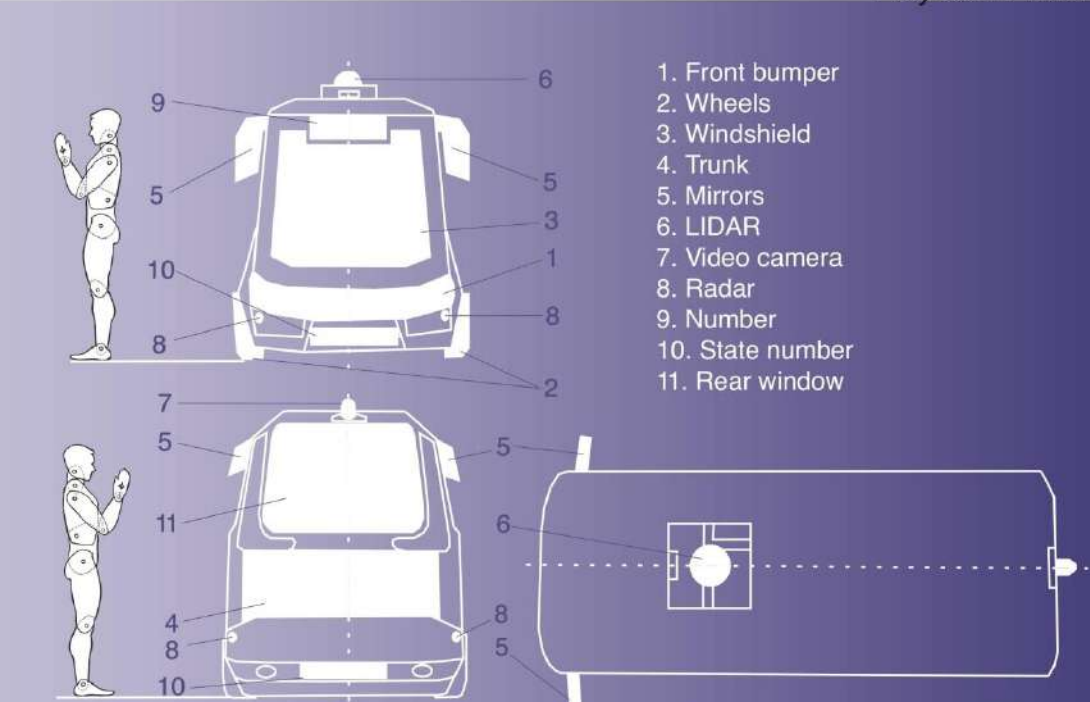 6
9
5
5
3
10
1
8
8
2
1. Front bumper
2. Wheels
3. Windshield
4. Trunk
5. Mirrors
6. LIDAR
7. Video camera
8. Radar
9. Number
10. State number
11. Rear window
7
5
5
11
6
4
8
8
5
10